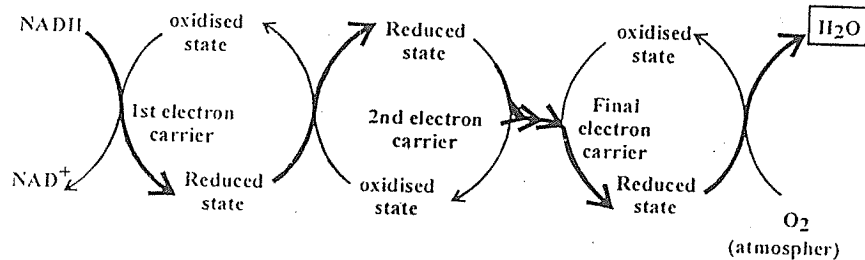 NADH
oxidised
state
1st electron
carrier
NAD+
Reduced
state
Reduced
state
2nd electron
carrier
oxidised
state
oxidised
state
Final
electron
carrier
Reduced
state
H2O
O2
(atmospher)